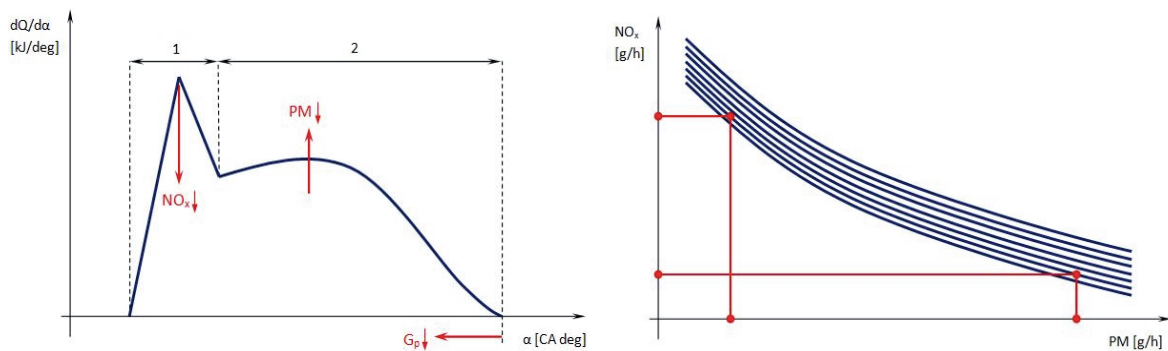 dQ/dα
[kJ/deg]
1
2
PM↓
NOₓ↓
Gₚ↓
α [CA deg]
NOₓ
[g/h]
PM [g/h]